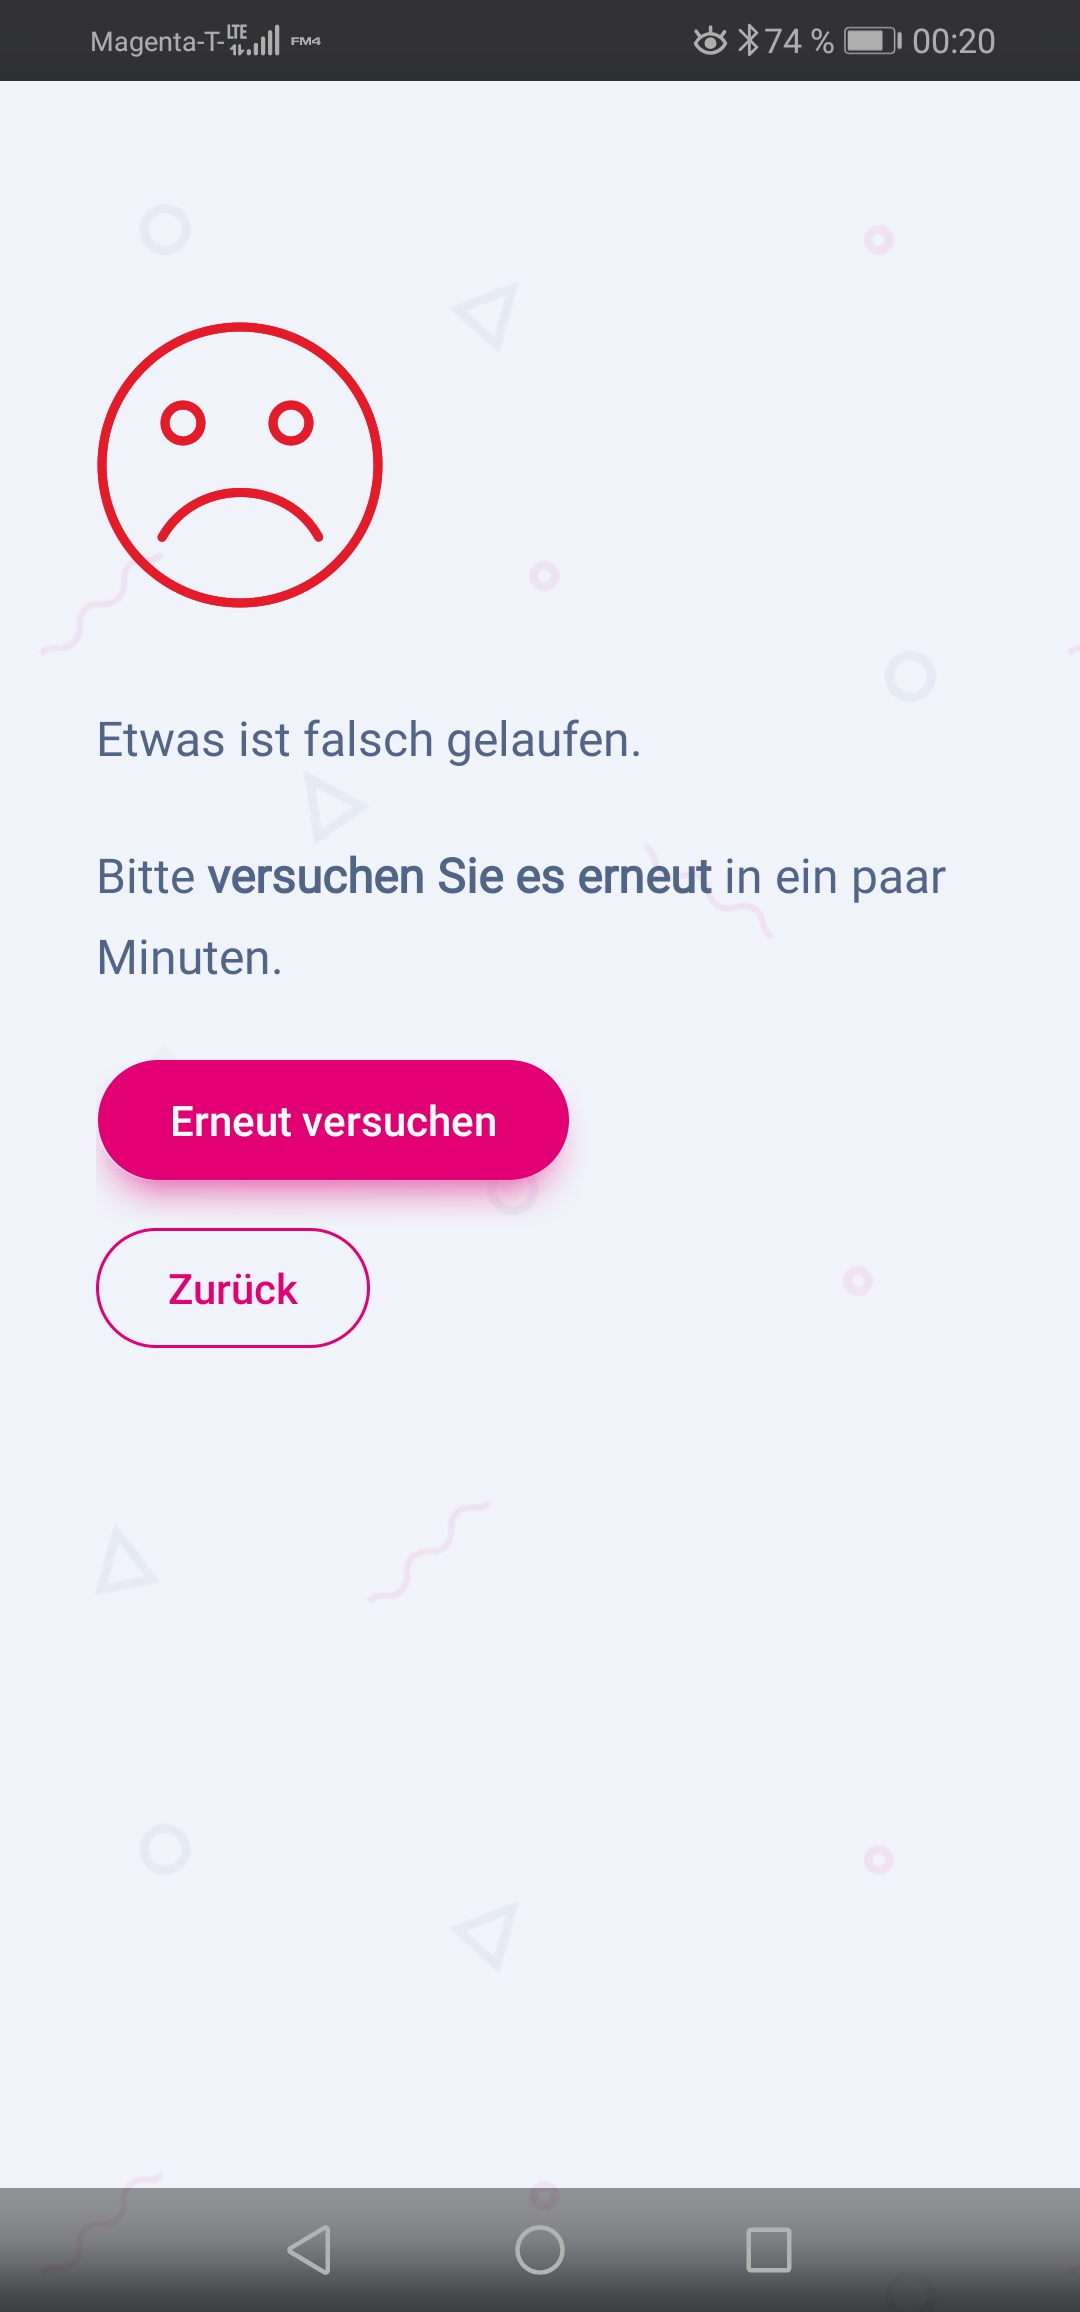 Magenta-T- LTE FM4 74 % 00:20
Etwas ist falsch gelaufen.
Bitte versuchen Sie es erneut in ein paar
Minuten.
Erneut versuchen
Zurück